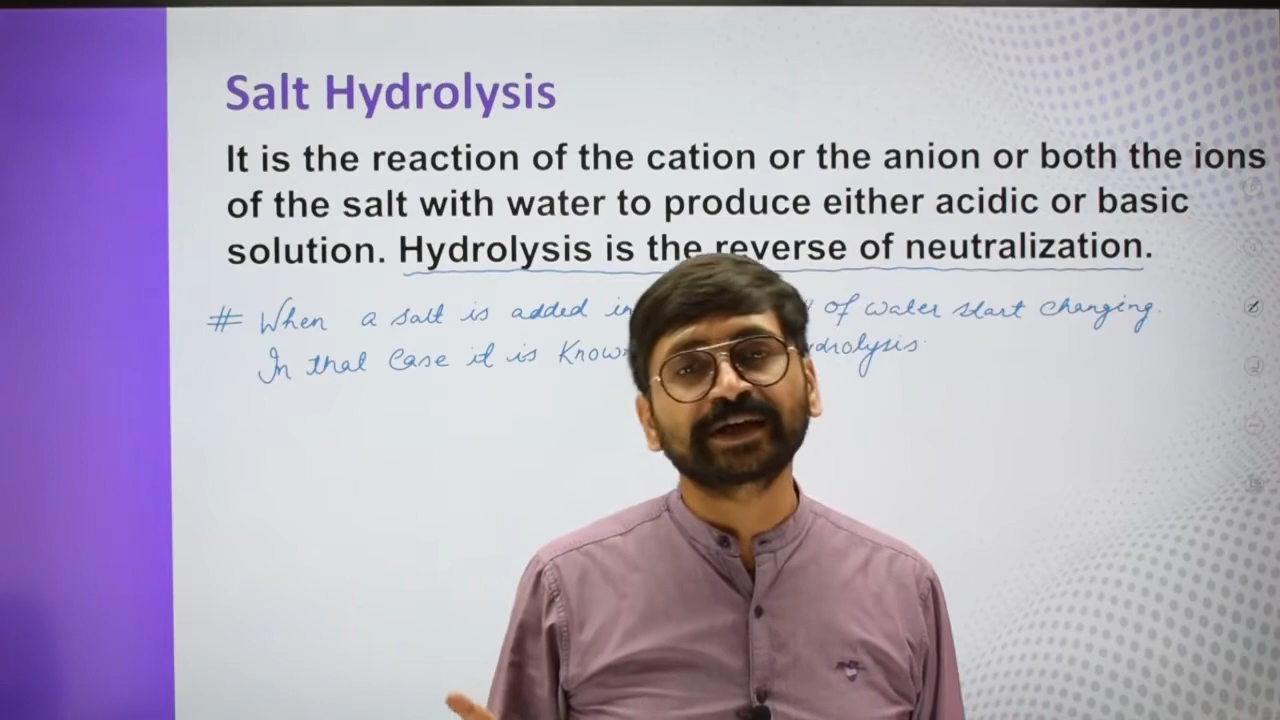 Salt Hydrolysis
It is the reaction of the cation or the anion or both the ions
of the salt with water to produce either acidic or basic
solution. Hydrolysis is the reverse of neutralization.
# When a salt is added in of water start changing.
In that Case it is